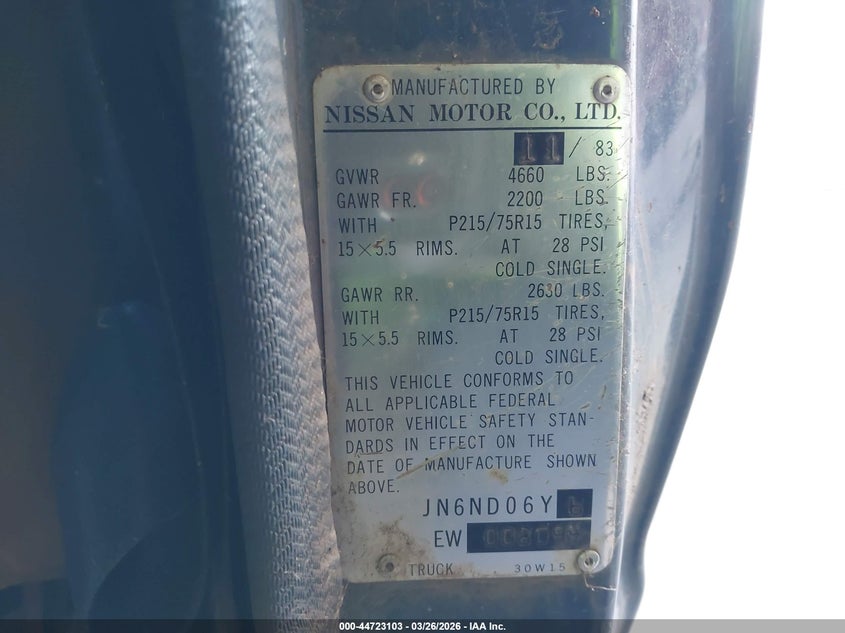 MANUFACTURED BY
NISSAN MOTOR CO., LTD.
11 / 83
GVWR 4660 LBS.
GAWR FR. 2200 LBS.
WITH P215/75R15 TIRES,
15×5.5 RIMS. AT 28 PSI
COLD SINGLE.
GAWR RR. 2630 LBS.
WITH P215/75R15 TIRES,
15×5.5 RIMS. AT 28 PSI
COLD SINGLE.
THIS VEHICLE CONFORMS TO
ALL APPLICABLE FEDERAL
MOTOR VEHICLE SAFETY STAN-
DARDS IN EFFECT ON THE
DATE OF MANUFACTURE SHOWN
ABOVE.
JN6ND06Y
EW
TRUCK 30W15
000-44723103 - 03/26/2026 - IAA Inc.